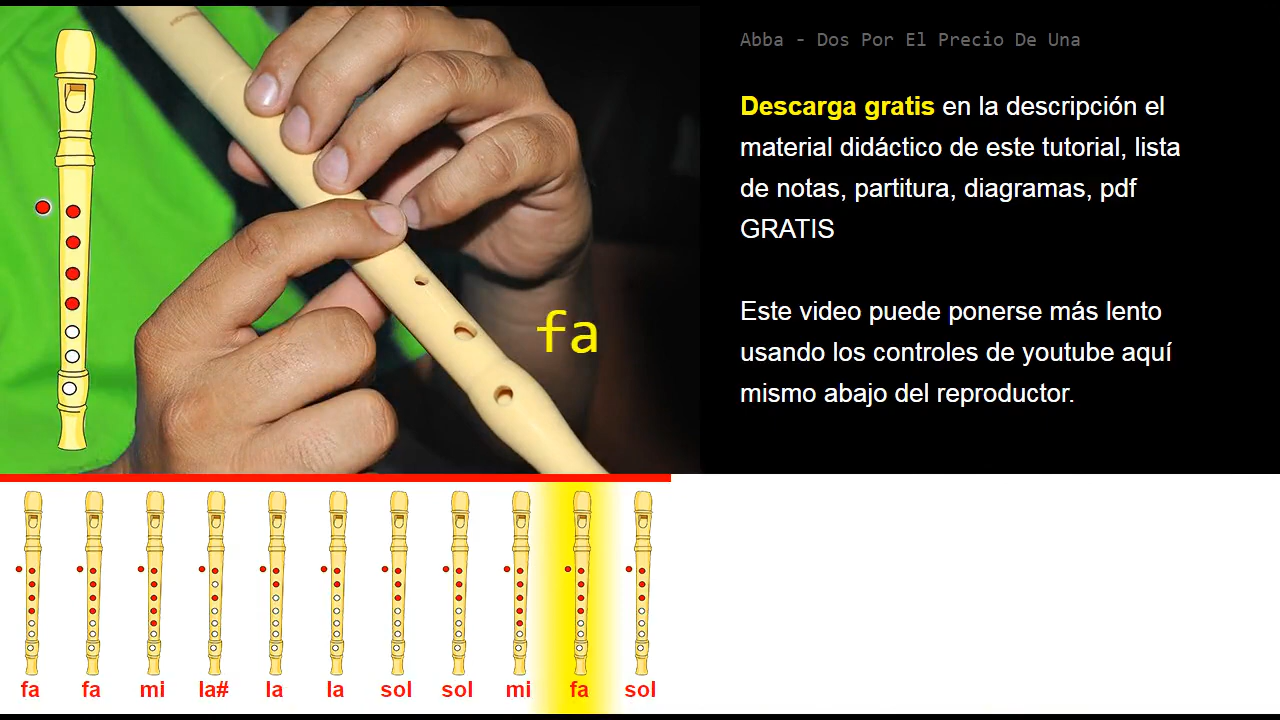 Abba - Dos Por El Precio De Una
Descarga gratis en la descripción el
material didáctico de este tutorial, lista
de notas, partitura, diagramas, pdf
GRATIS
Este video puede ponerse más lento
usando los controles de youtube aquí
mismo abajo del reproductor.
fa
fa fa mi la# la la sol sol mi fa sol